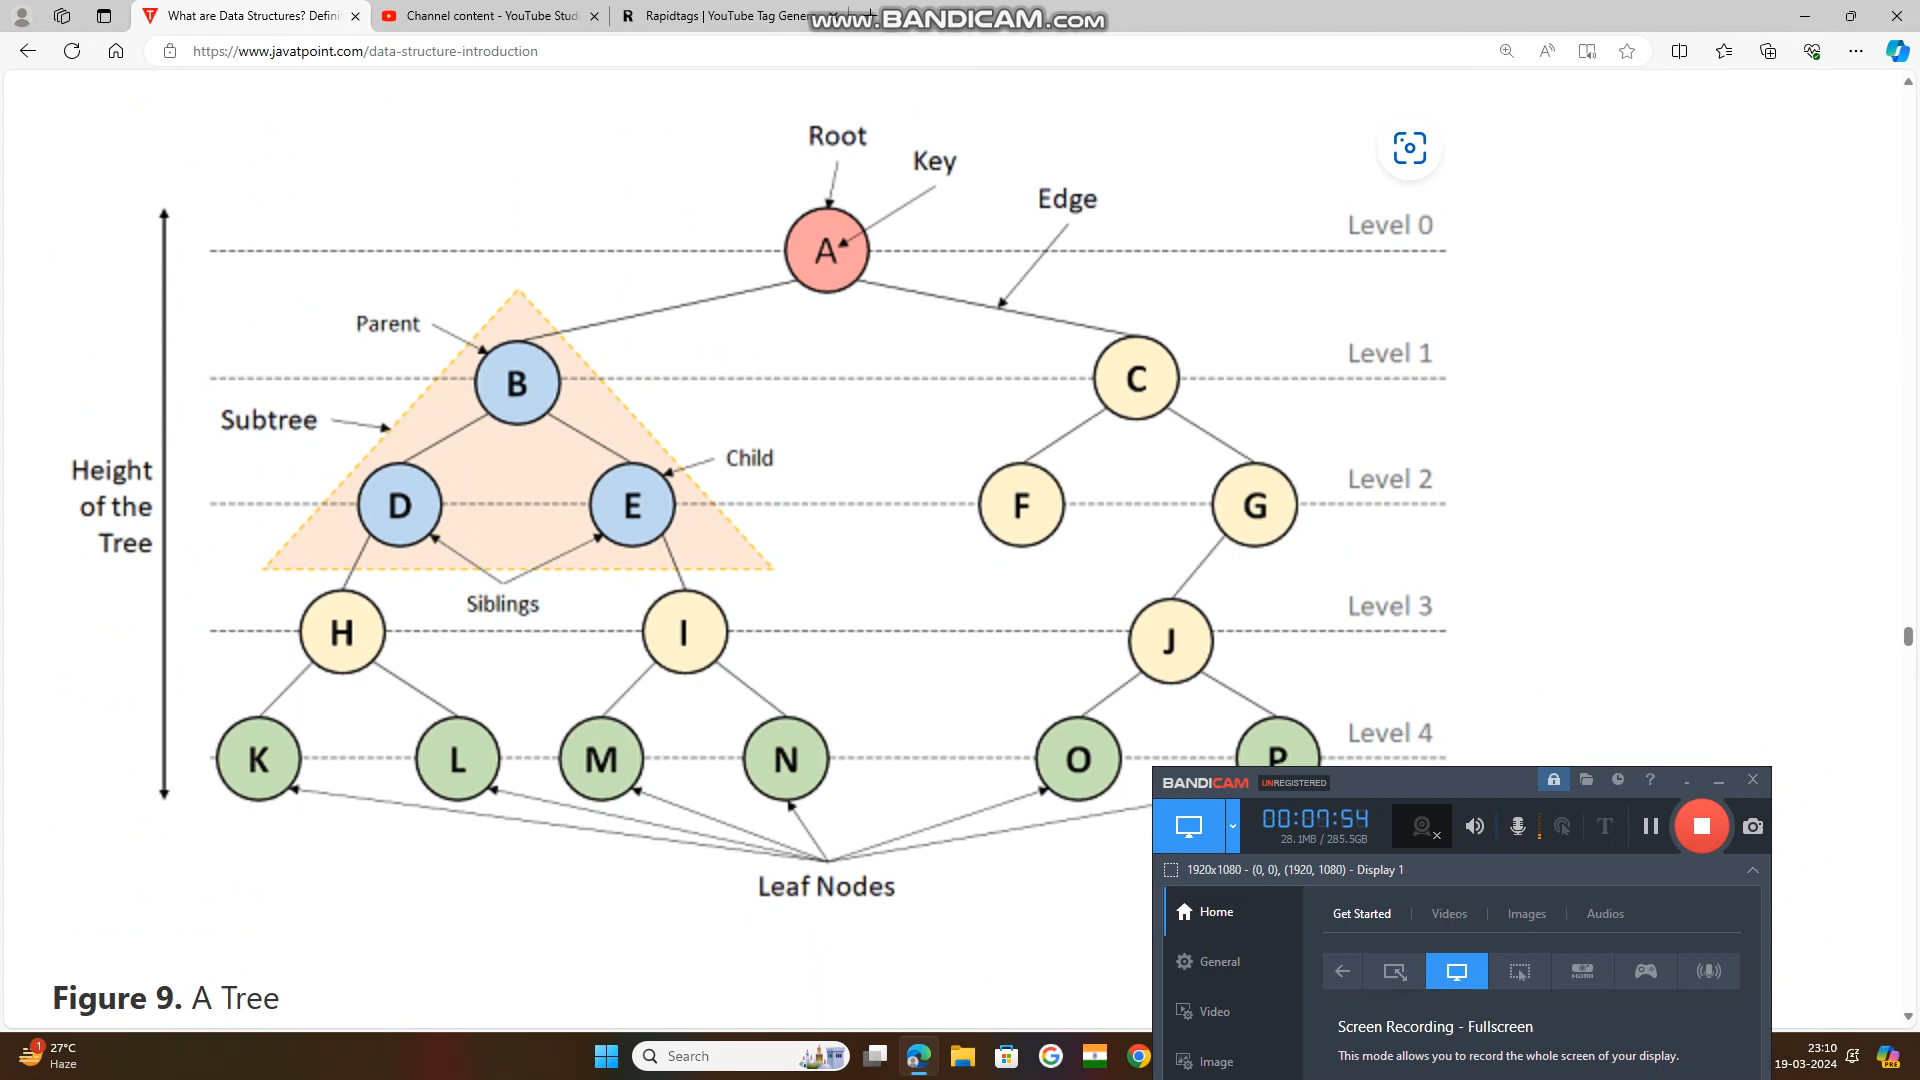 What are Data Structures? Defini
Channel content - YouTube Stud
Rapidtags | YouTube Tag Gener
www.BANDICAM.com
https://www.javatpoint.com/data-structure-introduction
Root
Key
Edge
Level 0
A
Parent
Level 1
B
C
Subtree
Child
Height
of the
Tree
Level 2
D
E
F
G
Siblings
Level 3
H
I
J
Level 4
K
L
M
N
O
P
Leaf Nodes
Figure 9. A Tree
BANDICAM UNREGISTERED
00:07:54
28.1MB / 285.5GB
1920x1080 - (0, 0), (1920, 1080) - Display 1
Home
Get Started
Videos
Images
Audios
General
HDMI
Video
Screen Recording - Fullscreen
This mode allows you to record the whole screen of your display.
Image
1
27°C
Haze
Search
23:10
19-03-2024
PRE